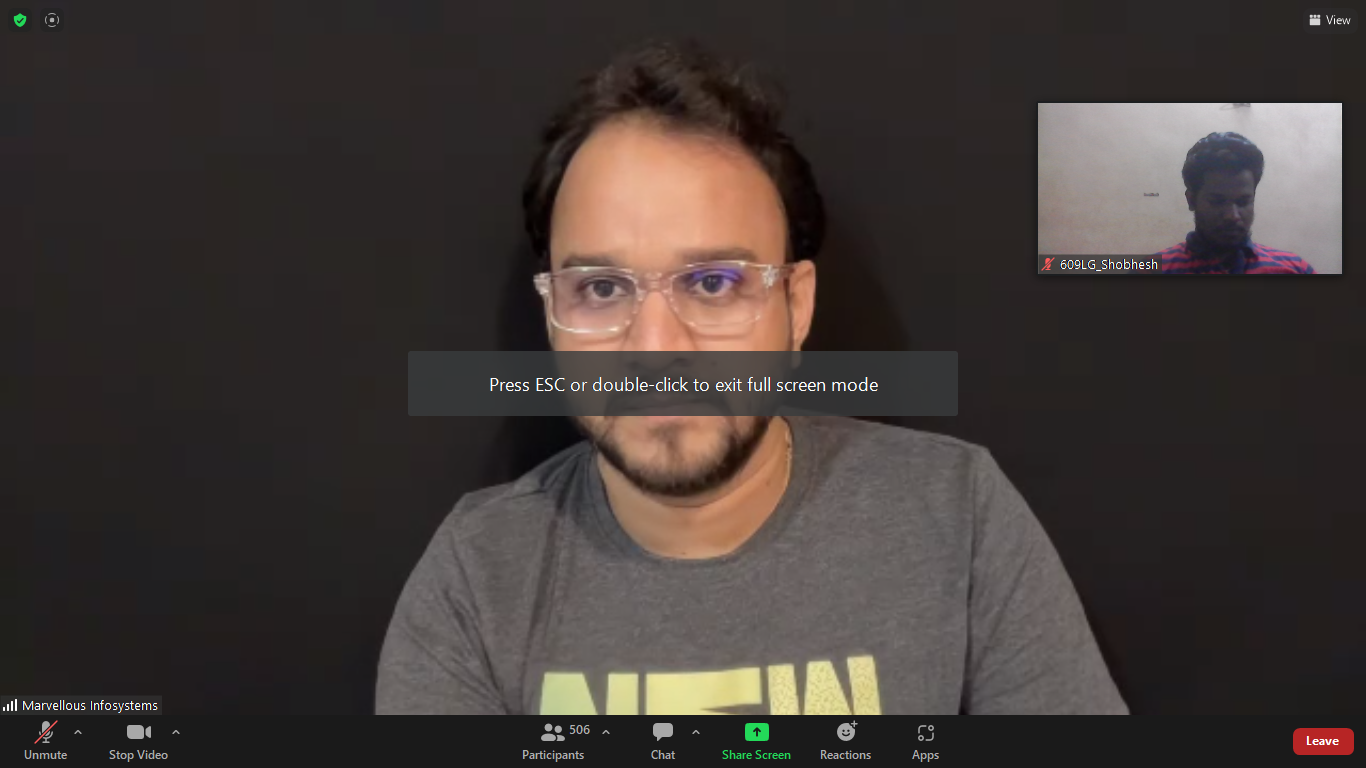 View
609LG_Shobhesh
Press ESC or double-click to exit full screen mode
NEW
Marvellous Infosystems
Unmute
Stop Video
506
Participants
Chat
Share Screen
Reactions
Apps
Leave